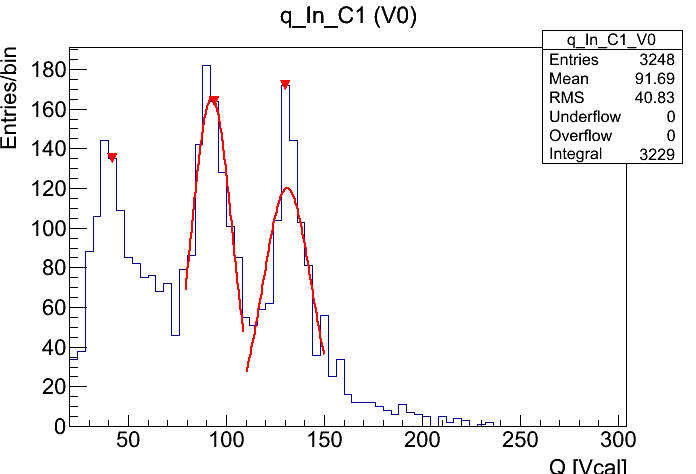 q_In_C1 (V0)
q_In_C1_V0
Entries 3248
Mean 91.69
RMS 40.83
Underflow 0
Overflow 0
Integral 3229
Entries/bin
180
160
140
120
100
80
60
40
20
0
50 100 150 200 250 300
Q [Vcal]